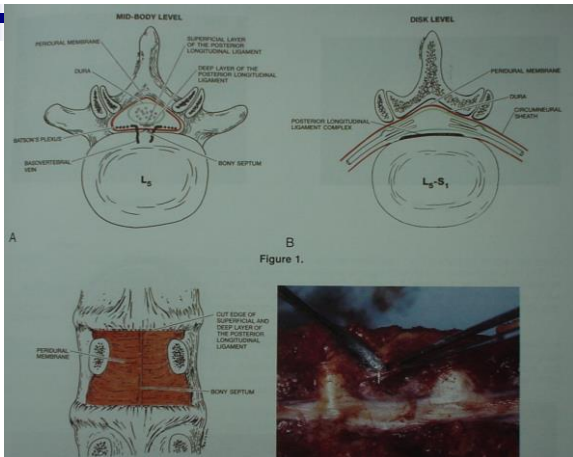 MID-BODY LEVEL
PERIDURAL MEMBRANE
DURA
BATSON'S PLEXUS
BASOVERTEBRAL
VEIN
SUPERFICIAL LAYER
OF THE POSTERIOR
LONGITUDINAL LIGAMENT
DEEP LAYER OF THE
POSTERIOR LONGITUDINAL
LIGAMENT
BONY SEPTUM
L5
A
DISK LEVEL
PERIDURAL MEMBRANE
DURA
CIRCUMNEURAL
SHEATH
POSTERIOR LONGITUDINAL
LIGAMENT COMPLEX
L5-S1
B
Figure 1.
PERIDURAL
MEMBRANE
CUT EDGE OF
SUPERFICIAL AND
DEEP LAYER OF
THE POSTERIOR
LONGITUDINAL
LIGAMENT
BONY SEPTUM